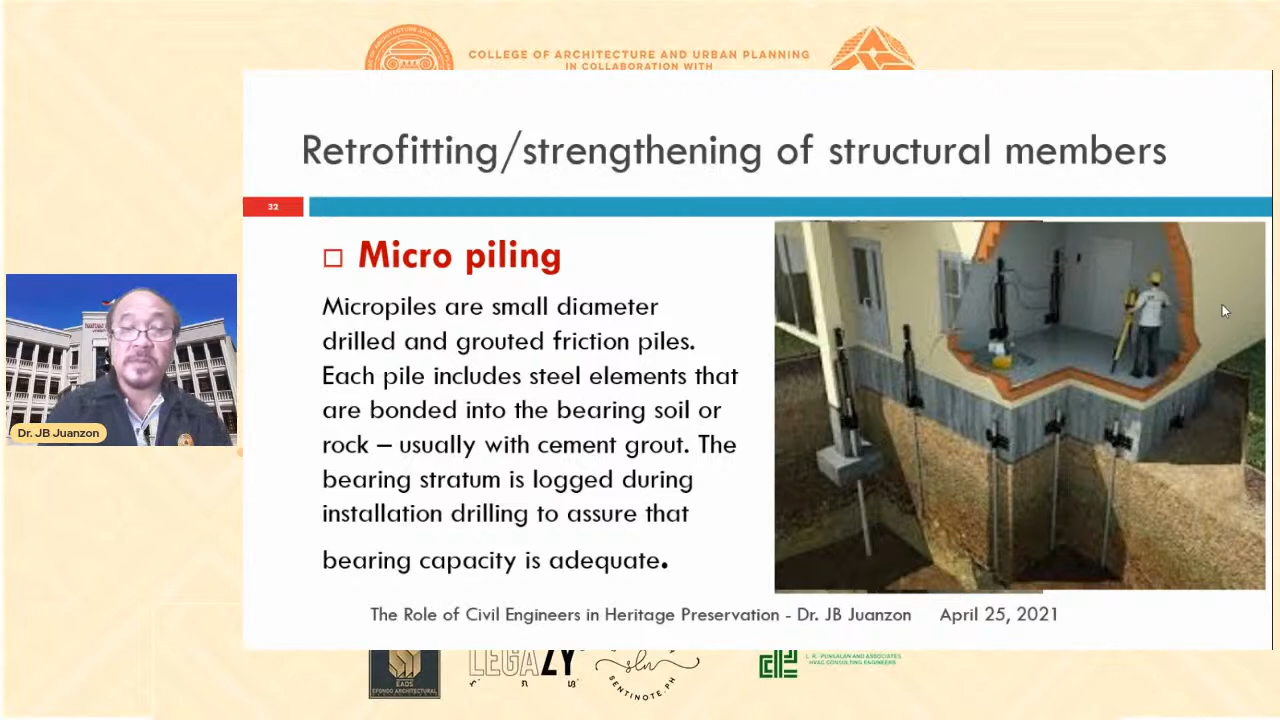 COLLEGE OF ARCHITECTURE AND URBAN PLANNING
IN COLLABORATION WITH
Retrofitting/strengthening of structural members
32
□ Micro piling
Micropiles are small diameter
drilled and grouted friction piles.
Each pile includes steel elements that
are bonded into the bearing soil or
rock – usually with cement grout. The
bearing stratum is logged during
installation drilling to assure that
bearing capacity is adequate.
Dr. JB Juanzon
The Role of Civil Engineers in Heritage Preservation - Dr. JB Juanzon April 25, 2021
EADS
EFONDO ARCHITECTURAL
LEGAZY
sln
SENTINOTE.PH
L. R. PUNSALAN AND ASSOCIATES
HVAC CONSULTING ENGINEERS